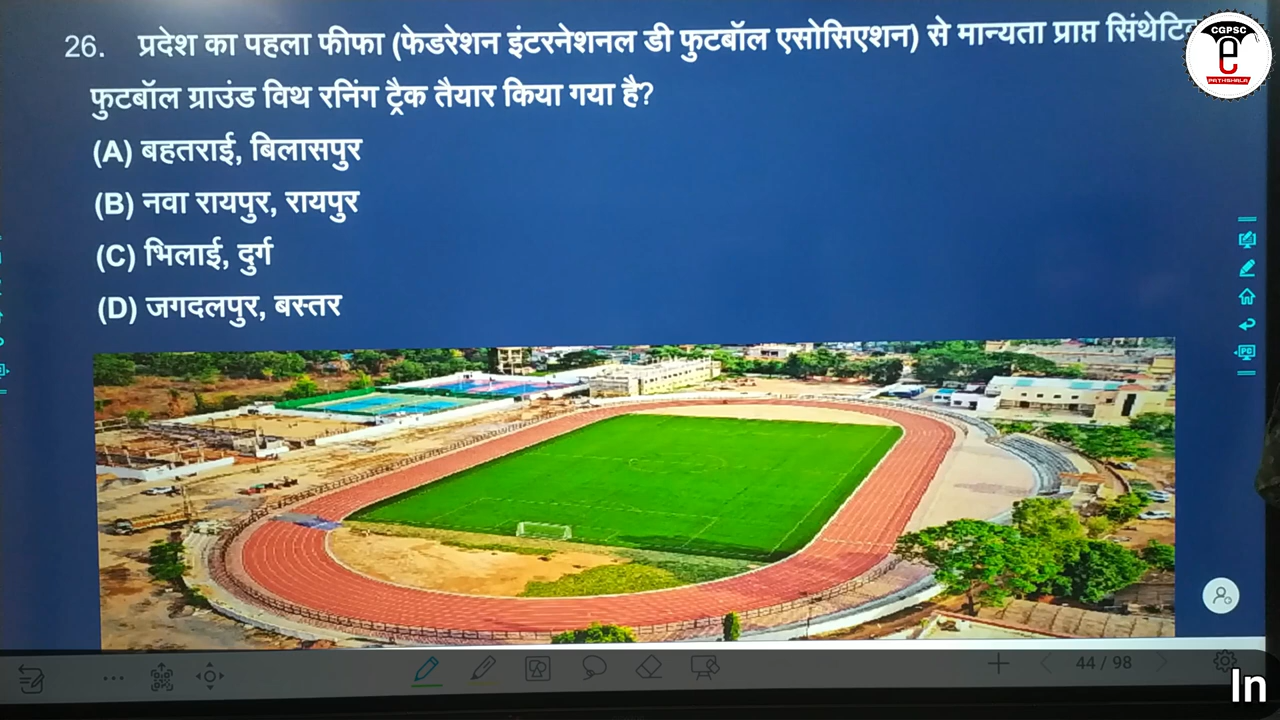 26. प्रदेश का पहला फीफा (फेडरेशन इंटरनेशनल डी फुटबॉल एसोसिएशन) से मान्यता प्राप्त
फुटबॉल ग्राउंड विथ रनिंग ट्रैक तैयार किया गया है?
(A) बहतराई, बिलासपुर
(B) नवा रायपुर, रायपुर
(C) भिलाई, दुर्ग
(D) जगदलपुर, बस्तर
CGPSC
e
PATHSHALA
PC
44 / 98
In